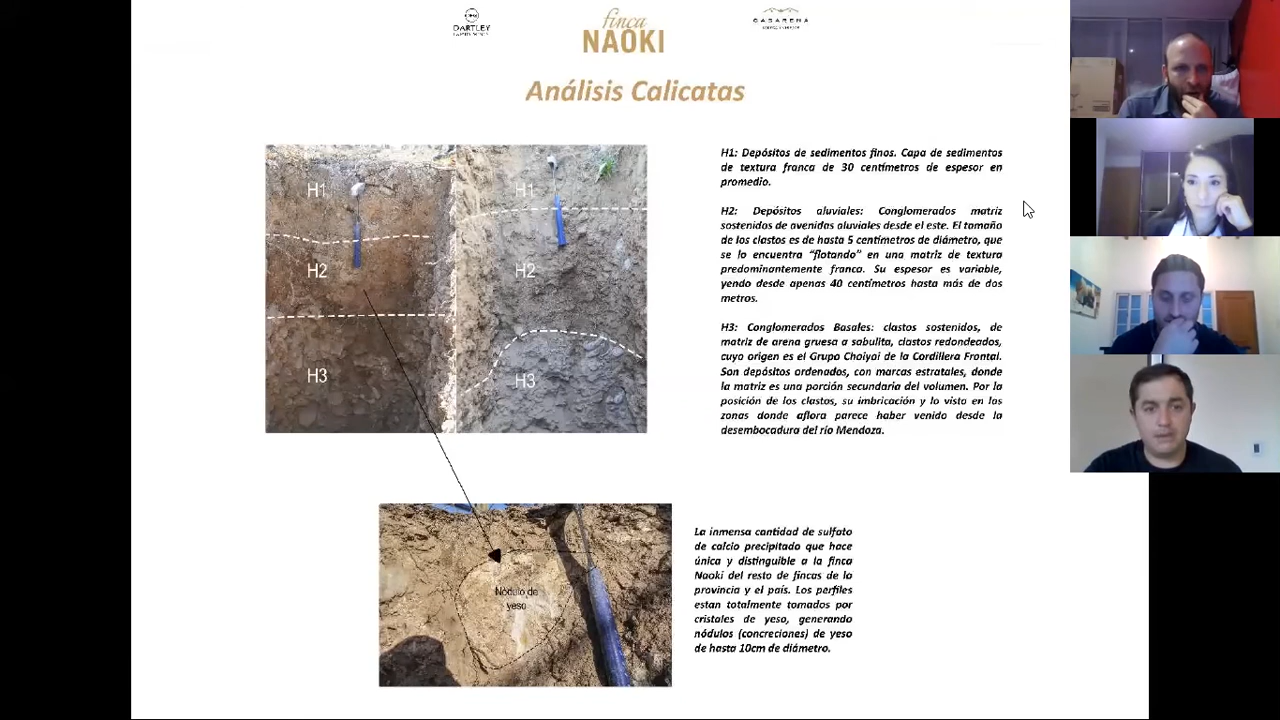 DARTLEY
finca
NAOKI
CASARENA
Análisis Calicatas
H1
H1
H2
H2
H3
H3
H1: Depósitos de sedimentos finos. Capa de sedimentos
de textura franca de 30 centímetros de espesor en
promedio.
H2: Depósitos aluviales: Conglomerados matriz
sostenidos de avenidas aluviales desde el este. El tamaño
de los clastos es de hasta 5 centímetros de diámetro, que
se lo encuentra "flotando" en una matriz de textura
predominantemente franca. Su espesor es variable,
yendo desde apenas 40 centímetros hasta más de dos
metros.
H3: Conglomerados Basales: clastos sostenidos, de
matriz de arena gruesa a sabulita, clastos redondeados,
cuyo origen es el Grupo Choiyai de la Cordillera Frontal.
Son depósitos ordenados, con marcas estratales, donde
la matriz es una porción secundaria del volumen. Por la
posición de los clastos, su imbricación y lo visto en las
zonas donde aflora parece haber venido desde la
desembocadura del río Mendoza.
Nódulo de
yeso
La inmensa cantidad de sulfato
de calcio precipitado que hace
única y distinguible a la finca
Naoki del resto de fincas de la
provincia y el país. Los perfiles
estan totalmente tomados por
cristales de yeso, generando
nódulos (concreciones) de yeso
de hasta 10cm de diámetro.